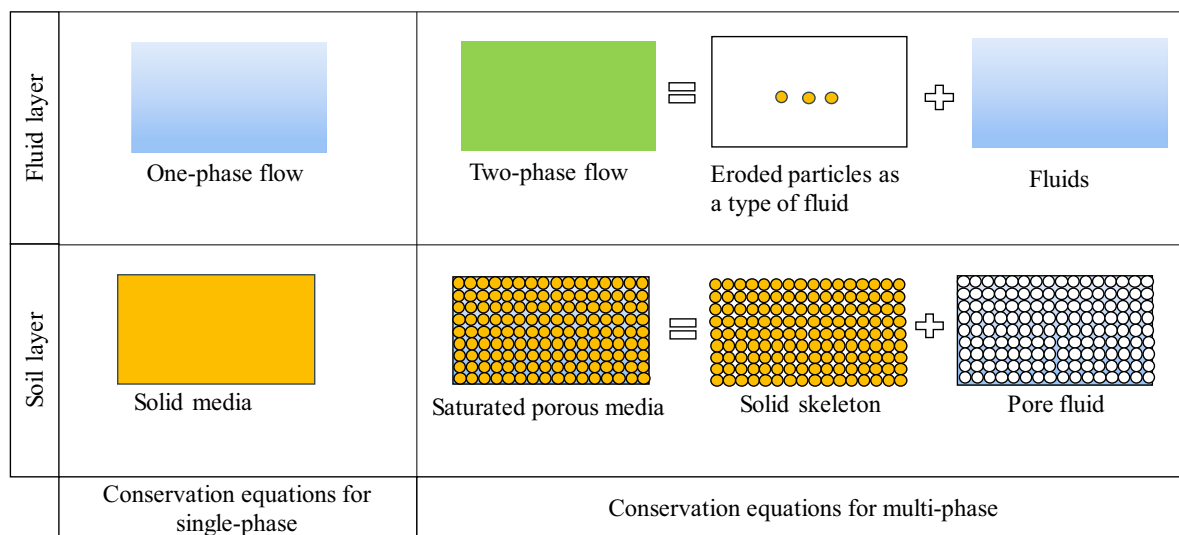 Fluid layer
One-phase flow
Two-phase flow
Eroded particles as
a type of fluid
Fluids
Soil layer
Solid media
Saturated porous media
Solid skeleton
Pore fluid
Conservation equations for
single-phase
Conservation equations for multi-phase